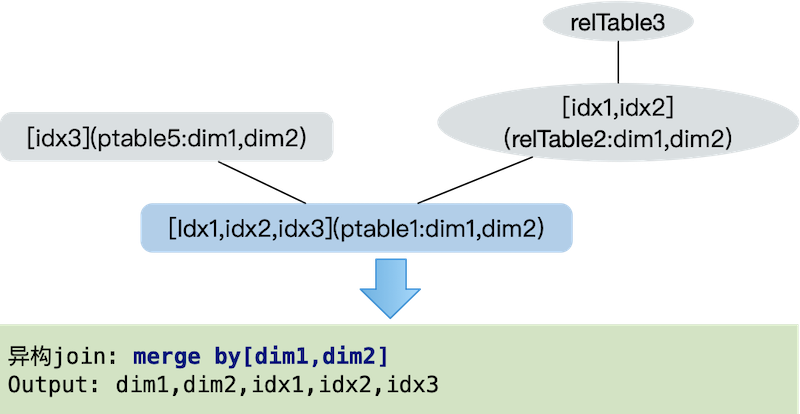 relTable3
[idx1,idx2]
(relTable2:dim1,dim2)
[idx3](ptable5:dim1,dim2)
[Idx1,idx2,idx3](ptable1:dim1,dim2)
异构join: merge by[dim1,dim2]
Output: dim1,dim2,idx1,idx2,idx3